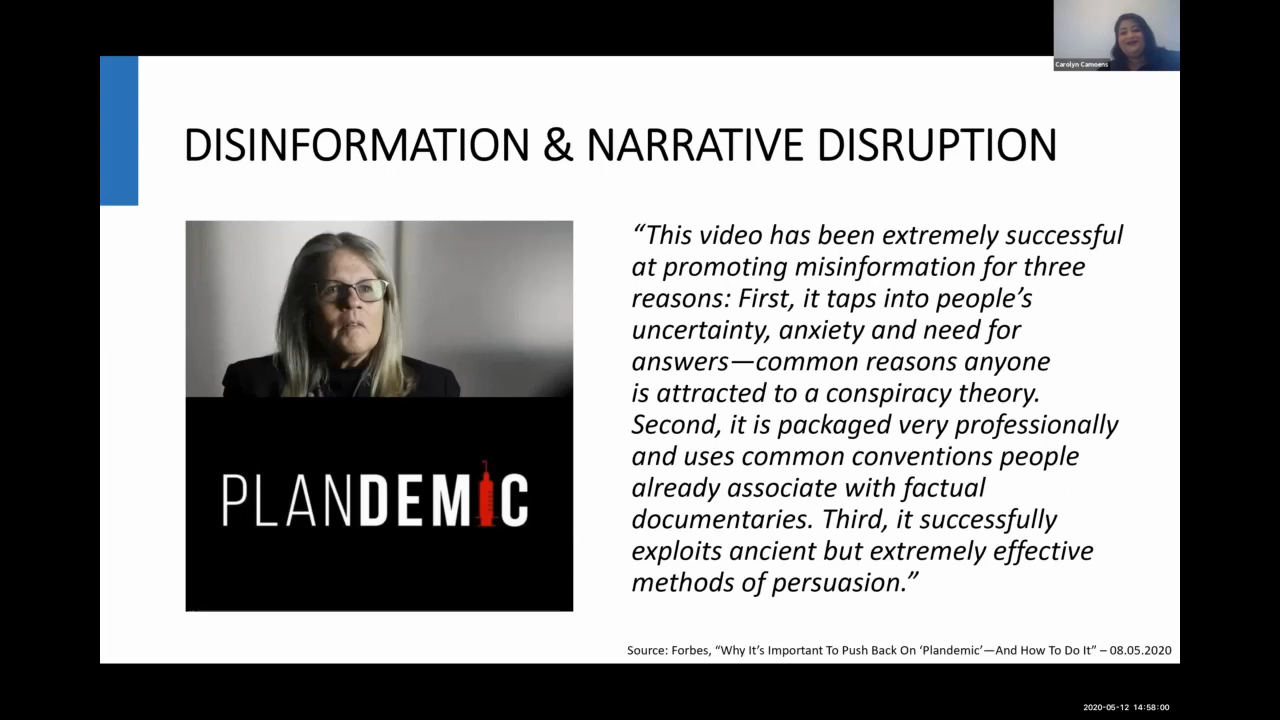 Carolyn Camoens
DISINFORMATION & NARRATIVE DISRUPTION
PLANDEMIC
“This video has been extremely successful
at promoting misinformation for three
reasons: First, it taps into people’s
uncertainty, anxiety and need for
answers—common reasons anyone
is attracted to a conspiracy theory.
Second, it is packaged very professionally
and uses common conventions people
already associate with factual
documentaries. Third, it successfully
exploits ancient but extremely effective
methods of persuasion.”
Source: Forbes, “Why It’s Important To Push Back On ‘Plandemic’—And How To Do It” – 08.05.2020
2020-05-12 14:58:00